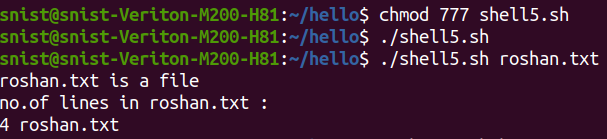 snist@snist-Veriton-M200-H81:~/hello$ chmod 777 shell5.sh
snist@snist-Veriton-M200-H81:~/hello$ ./shell5.sh
snist@snist-Veriton-M200-H81:~/hello$ ./shell5.sh roshan.txt
roshan.txt is a file
no.of lines in roshan.txt :
4 roshan.txt